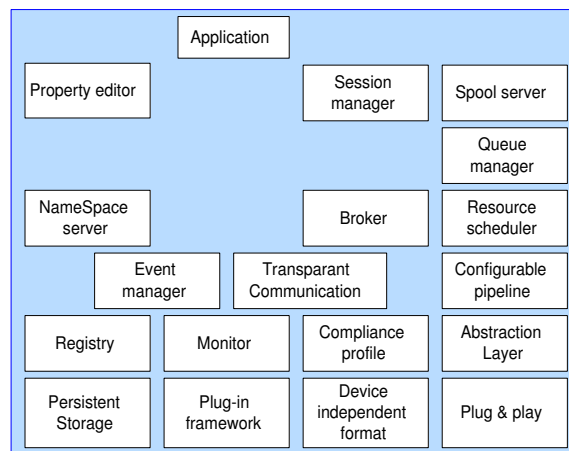 Application
Property editor
Session
manager
Spool server
Queue
manager
NameSpace
server
Broker
Resource
scheduler
Event
manager
Transparant
Communication
Configurable
pipeline
Registry
Monitor
Compliance
profile
Abstraction
Layer
Persistent
Storage
Plug-in
framework
Device
independent
format
Plug & play